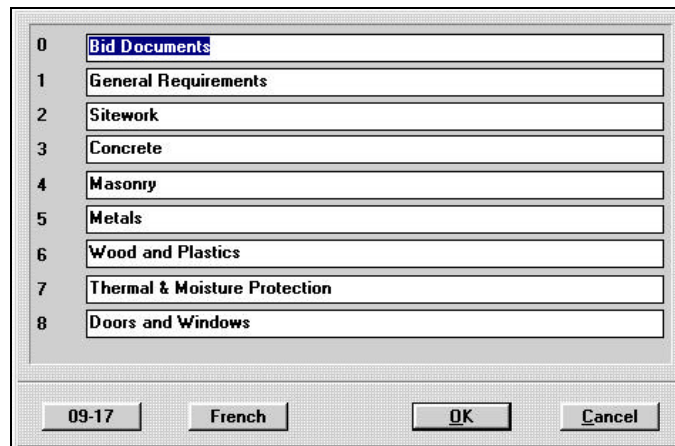 0 Bid Documents
1 General Requirements
2 Sitework
3 Concrete
4 Masonry
5 Metals
6 Wood and Plastics
7 Thermal & Moisture Protection
8 Doors and Windows
09-17 French OK Cancel